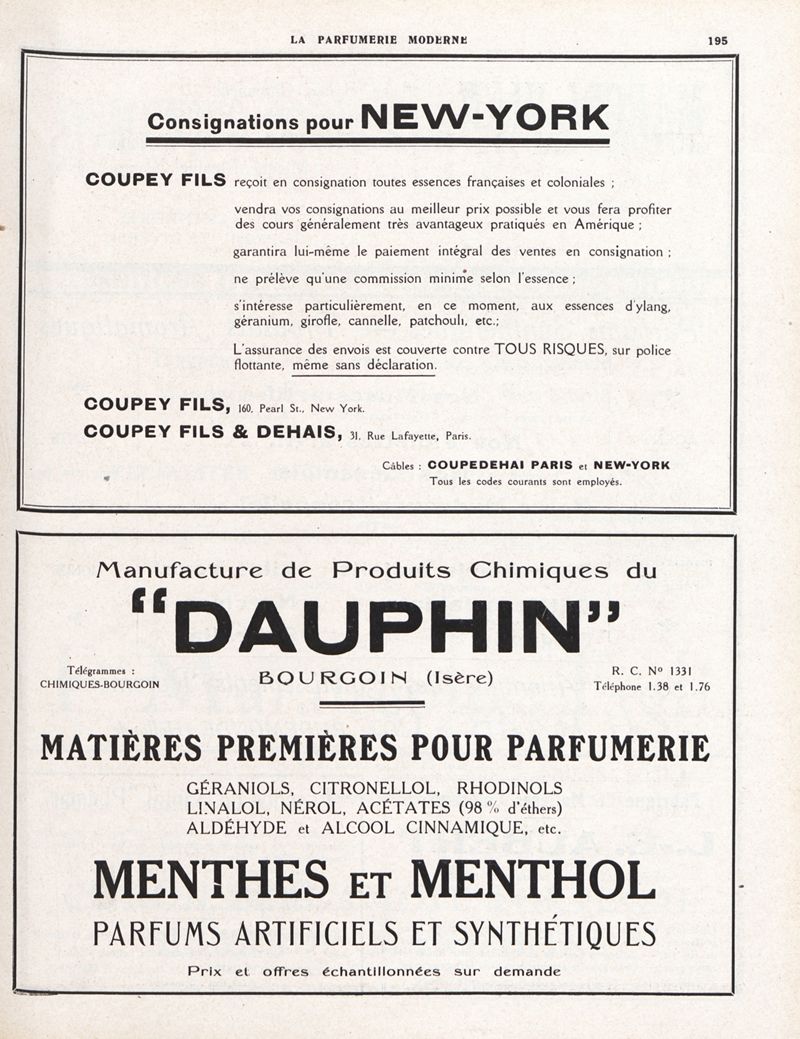 LA PARFUMERIE MODERNE 195
Consignations pour NEW-YORK
COUPEY FILS reçoit en consignation toutes essences françaises et coloniales ;
vendra vos consignations au meilleur prix possible et vous fera profiter
des cours généralement très avantageux pratiqués en Amérique ;
garantira lui-même le paiement intégral des ventes en consignation ;
ne prélève qu'une commission minime selon l'essence ;
s'intéresse particulièrement, en ce moment, aux essences d'ylang,
géranium, girofle, cannelle, patchouli, etc.;
L'assurance des envois est couverte contre TOUS RISQUES, sur police
flottante, même sans déclaration.
COUPEY FILS, 160, Pearl St., New York.
COUPEY FILS & DEHAIS, 31, Rue Lafayette, Paris.
Câbles : COUPEDEHAI PARIS et NEW-YORK
Tous les codes courants sont employés.
Manufacture de Produits Chimiques du
“DAUPHIN”
Télégrammes :
CHIMIQUES-BOURGOIN
BOURGOIN (Isère)
R. C. Nº 1331
Téléphone 1.38 et 1.76
MATIÈRES PREMIÈRES POUR PARFUMERIE
GÉRANIOLS, CITRONELLOL, RHODINOLS
LINALOL, NÉROL, ACÉTATES (98 % d'éthers)
ALDÉHYDE et ALCOOL CINNAMIQUE, etc.
MENTHES ET MENTHOL
PARFUMS ARTIFICIELS ET SYNTHÉTIQUES
Prix et offres échantillonnées sur demande